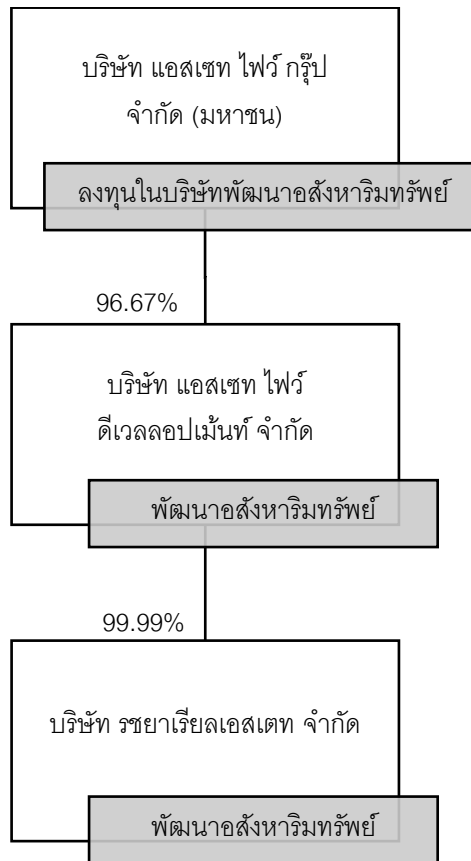 บริษัท แอสเซท ไฟว์ กรุ๊ป
จำกัด (มหาชน)
ลงทุนในบริษัทพัฒนาอสังหาริมทรัพย์
96.67%
บริษัท แอสเซท ไฟว์
ดีเวลลอปเม้นท์ จำกัด
พัฒนาอสังหาริมทรัพย์
99.99%
บริษัท รชยาเรียลเอสเตท จำกัด
พัฒนาอสังหาริมทรัพย์